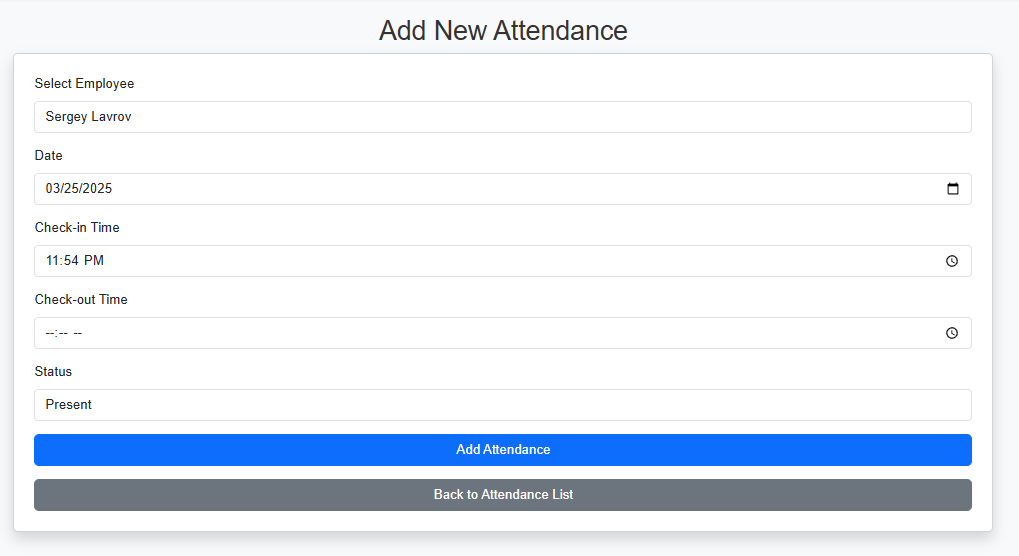 Add New Attendance
Select Employee
Sergey Lavrov
Date
03/25/2025
Check-in Time
11:54 PM
Check-out Time
--:-- --
Status
Present
Add Attendance
Back to Attendance List